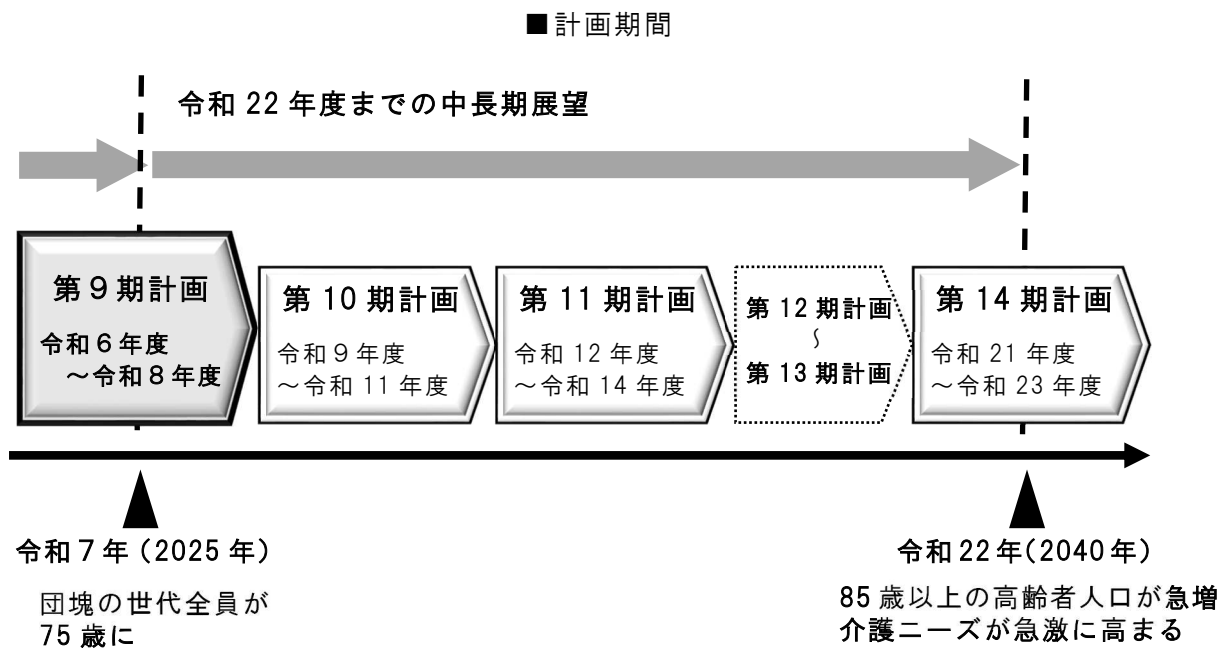 ■計画期間
令和 22 年度までの中長期展望
第９期計画
令和６年度
～令和８年度
第 10 期計画
令和９年度
～令和 11 年度
第 11 期計画
令和 12 年度
～令和 14 年度
第 12 期計画
～
第 13 期計画
第 14 期計画
令和 21 年度
～令和 23 年度
令和７年（2025 年）
団塊の世代全員が
75 歳に
令和 22 年(2040 年)
85 歳以上の高齢者人口が急増
介護ニーズが急激に高まる